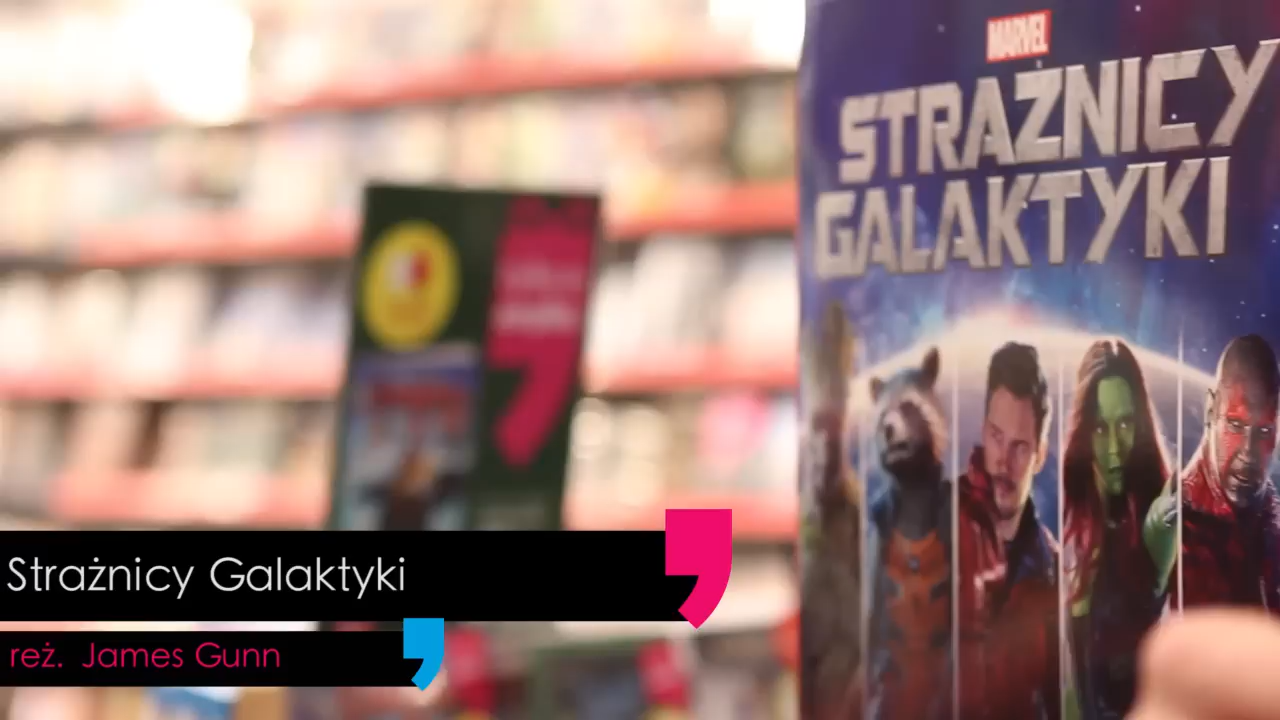 MARVEL
STRAŻNICY
GALAKTYKI
Strażnicy Galaktyki
reż. James Gunn